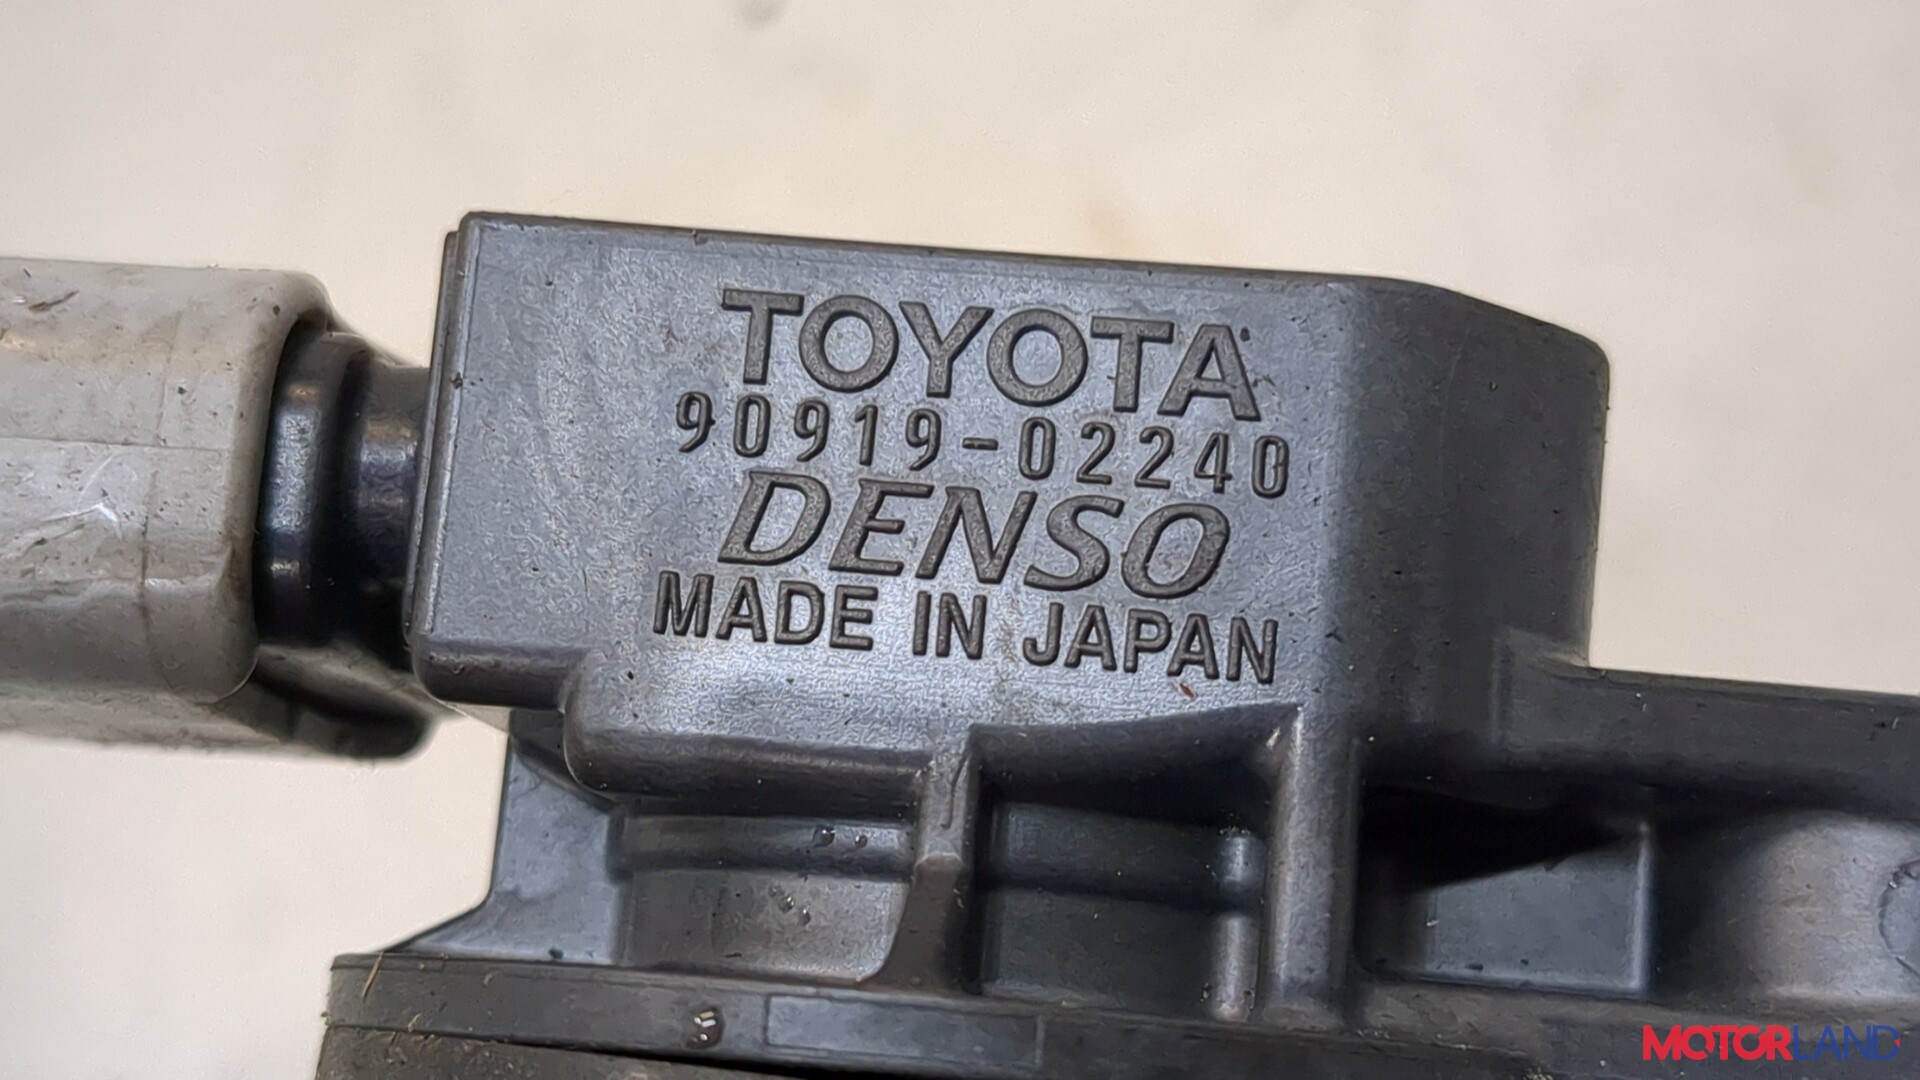 TOYOTA
90919-02240
DENSO
MADE IN JAPAN
MOTORLAND